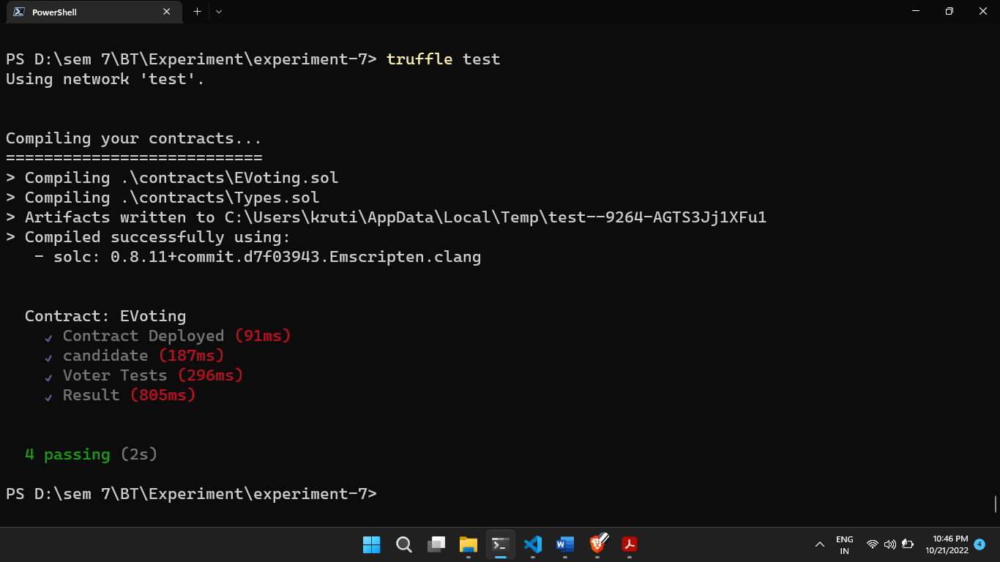 PowerShell
PS D:\sem 7\BT\Experiment\experiment-7> truffle test
Using network 'test'.
Compiling your contracts...
===========================
> Compiling .\contracts\EVoting.sol
> Compiling .\contracts\Types.sol
> Artifacts written to C:\Users\kruti\AppData\Local\Temp\test--9264-AGTS3Jj1XFu1
> Compiled successfully using:
   - solc: 0.8.11+commit.d7f03943.Emscripten.clang
  Contract: EVoting
    ✓ Contract Deployed (91ms)
    ✓ candidate (187ms)
    ✓ Voter Tests (296ms)
    ✓ Result (805ms)
  4 passing (2s)
PS D:\sem 7\BT\Experiment\experiment-7>
ENG
IN
10:46 PM
10/21/2022
4